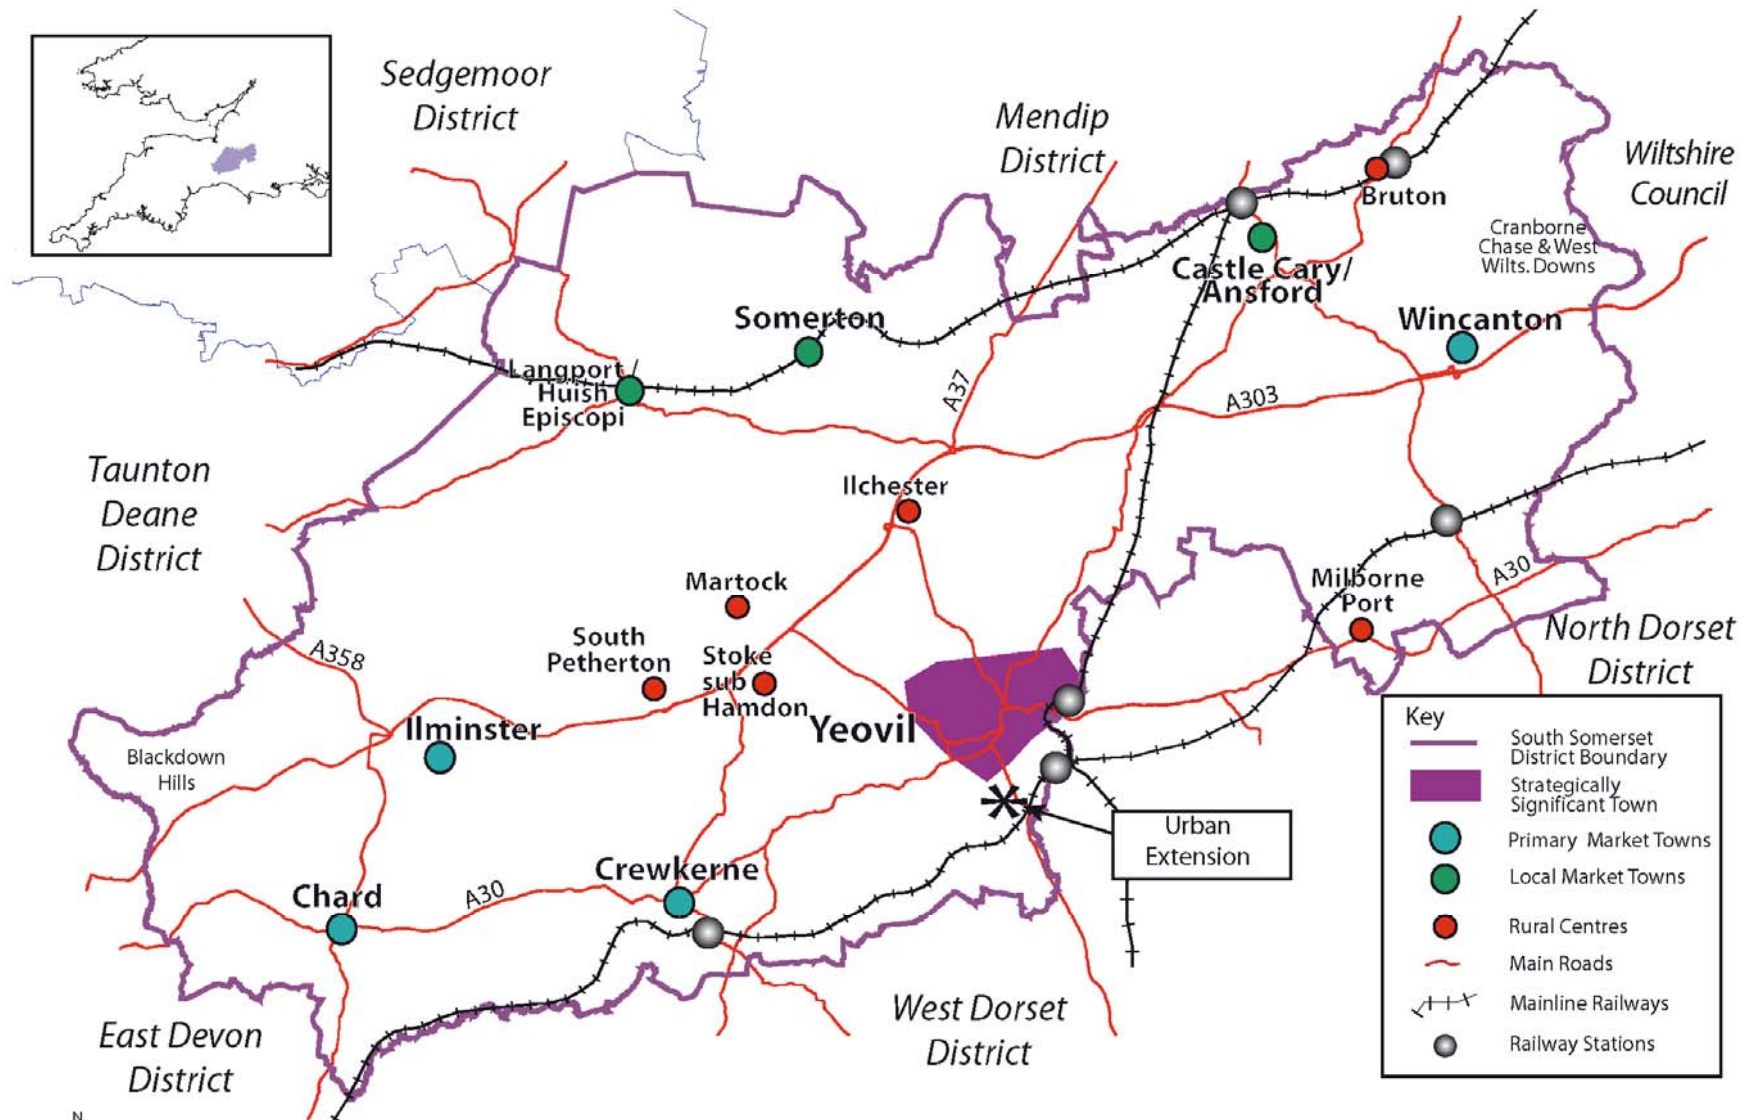 Sedgemoor
District
Mendip
District
Wiltshire
Council
Bruton
Cranborne
Chase & West
Wilts. Downs
Castle Cary/
Ansford
Somerton
Wincanton
Langport/
Huish
Episcopi
A37
A303
Taunton
Deane
District
Ilchester
Martock
Milborne
Port
A30
South
Petherton
Stoke
sub
Hamdon
A358
North Dorset
District
Yeovil
Ilminster
Blackdown
Hills
Urban
Extension
Crewkerne
Chard
A30
West Dorset
District
East Devon
District
N
Key
South Somerset
District Boundary
Strategically
Significant Town
Primary Market Towns
Local Market Towns
Rural Centres
Main Roads
Mainline Railways
Railway Stations